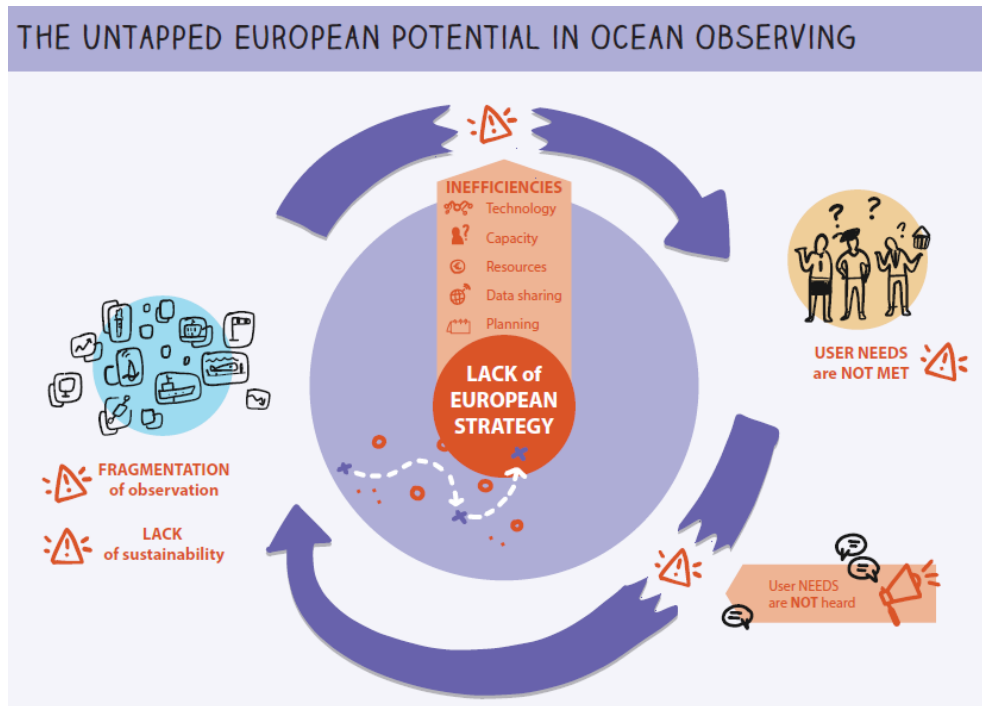 THE UNTAPPED EUROPEAN POTENTIAL IN OCEAN OBSERVING
INEFFICIENCIES
Technology
Capacity
Resources
Data sharing
Planning
LACK of
EUROPEAN
STRATEGY
USER NEEDS
are NOT MET
FRAGMENTATION
of observation
LACK
of sustainability
User NEEDS
are NOT heard